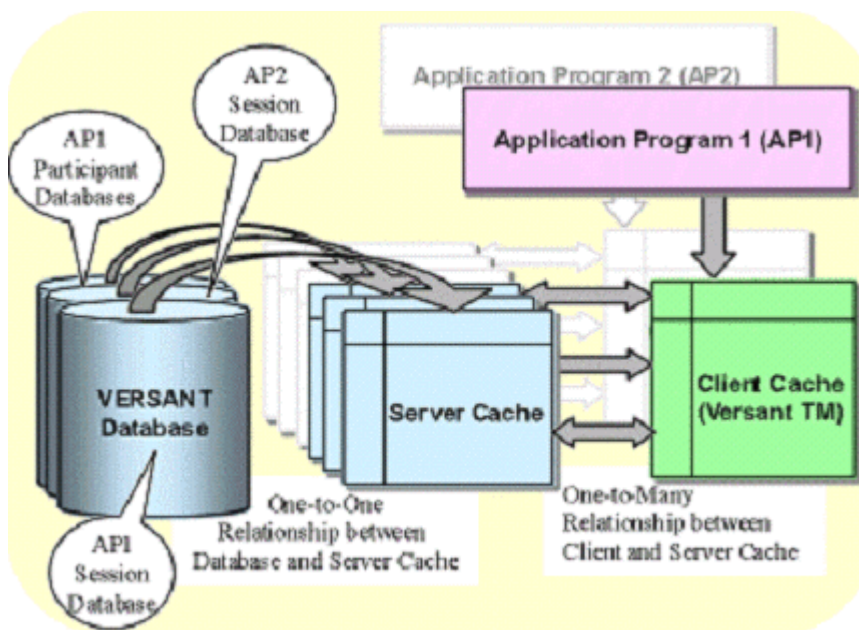 Application Program 2 (AP2)
Application Program 1 (AP1)
AP2
Session
Database
AP1
Participant
Databases
VERSANT
Database
Server Cache
Client Cache
(Versant TM)
One-to-One
Relationship between
Database and Server Cache
One-to-Many
Relationship between
Client and Server Cache
AP1
Session
Database